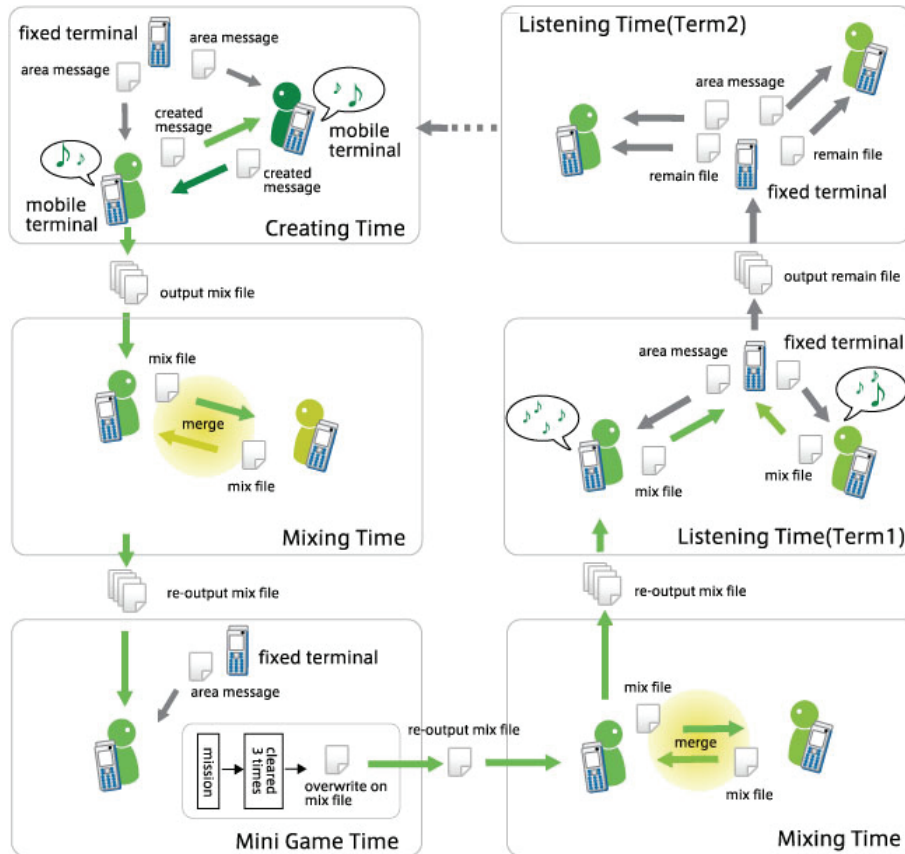 fixed terminal
area message
area message
created
message
mobile
terminal
created
message
mobile
terminal
Creating Time
output mix file
mix file
merge
mix file
Mixing Time
re-output mix file
fixed terminal
area message
mission
cleared
3 times
overwrite on
mix file
Mini Game Time
re-output mix file
mix file
merge
mix file
Mixing Time
re-output mix file
fixed terminal
area message
mix file
mix file
Listening Time(Term1)
output remain file
Listening Time(Term2)
area message
remain file
remain file
fixed terminal